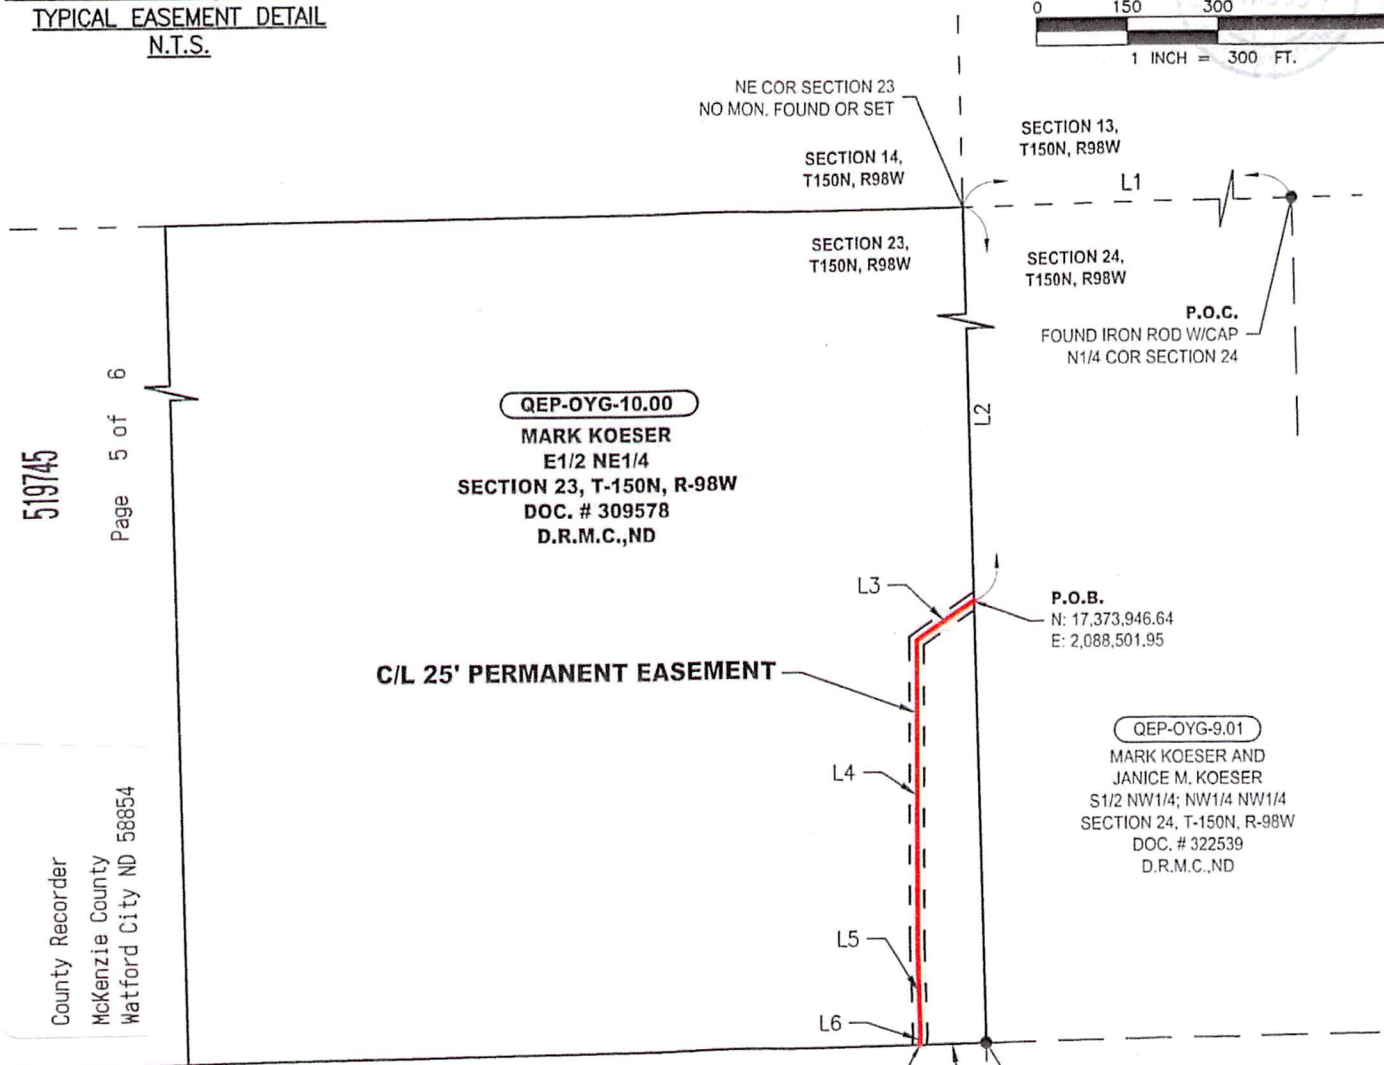 TYPICAL EASEMENT DETAIL
N.T.S.
0 150 300
1 INCH = 300 FT.
NE COR SECTION 23
NO MON. FOUND OR SET
SECTION 13,
T150N, R98W
SECTION 14,
T150N, R98W
L1
SECTION 23,
T150N, R98W
SECTION 24,
T150N, R98W
P.O.C.
FOUND IRON ROD W/CAP
N1/4 COR SECTION 24
519745
Page 5 of 6
QEP-OYG-10.00
MARK KOESER
E1/2 NE1/4
SECTION 23, T-150N, R-98W
DOC. # 309578
D.R.M.C.,ND
L2
L3
P.O.B.
N: 17,373,946.64
E: 2,088,501.95
C/L 25' PERMANENT EASEMENT
QEP-OYG-9.01
MARK KOESER AND
JANICE M. KOESER
S1/2 NW1/4; NW1/4 NW1/4
SECTION 24, T-150N, R-98W
DOC. # 322539
D.R.M.C.,ND
L4
L5
L6
County Recorder
McKenzie County
Watford City ND 58854